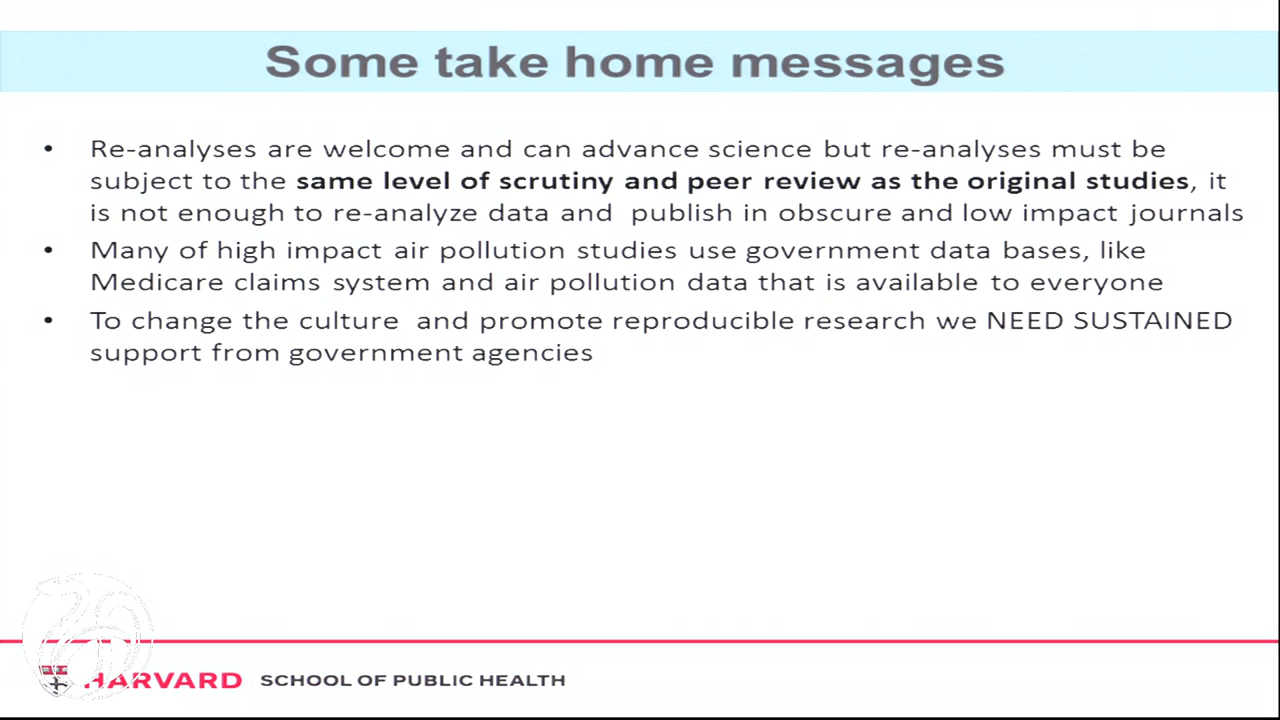 Some take home messages
• Re-analyses are welcome and can advance science but re-analyses must be
subject to the same level of scrutiny and peer review as the original studies, it
is not enough to re-analyze data and  publish in obscure and low impact journals
• Many of high impact air pollution studies use government data bases, like
Medicare claims system and air pollution data that is available to everyone
• To change the culture  and promote reproducible research we NEED SUSTAINED
support from government agencies
HARVARD SCHOOL OF PUBLIC HEALTH